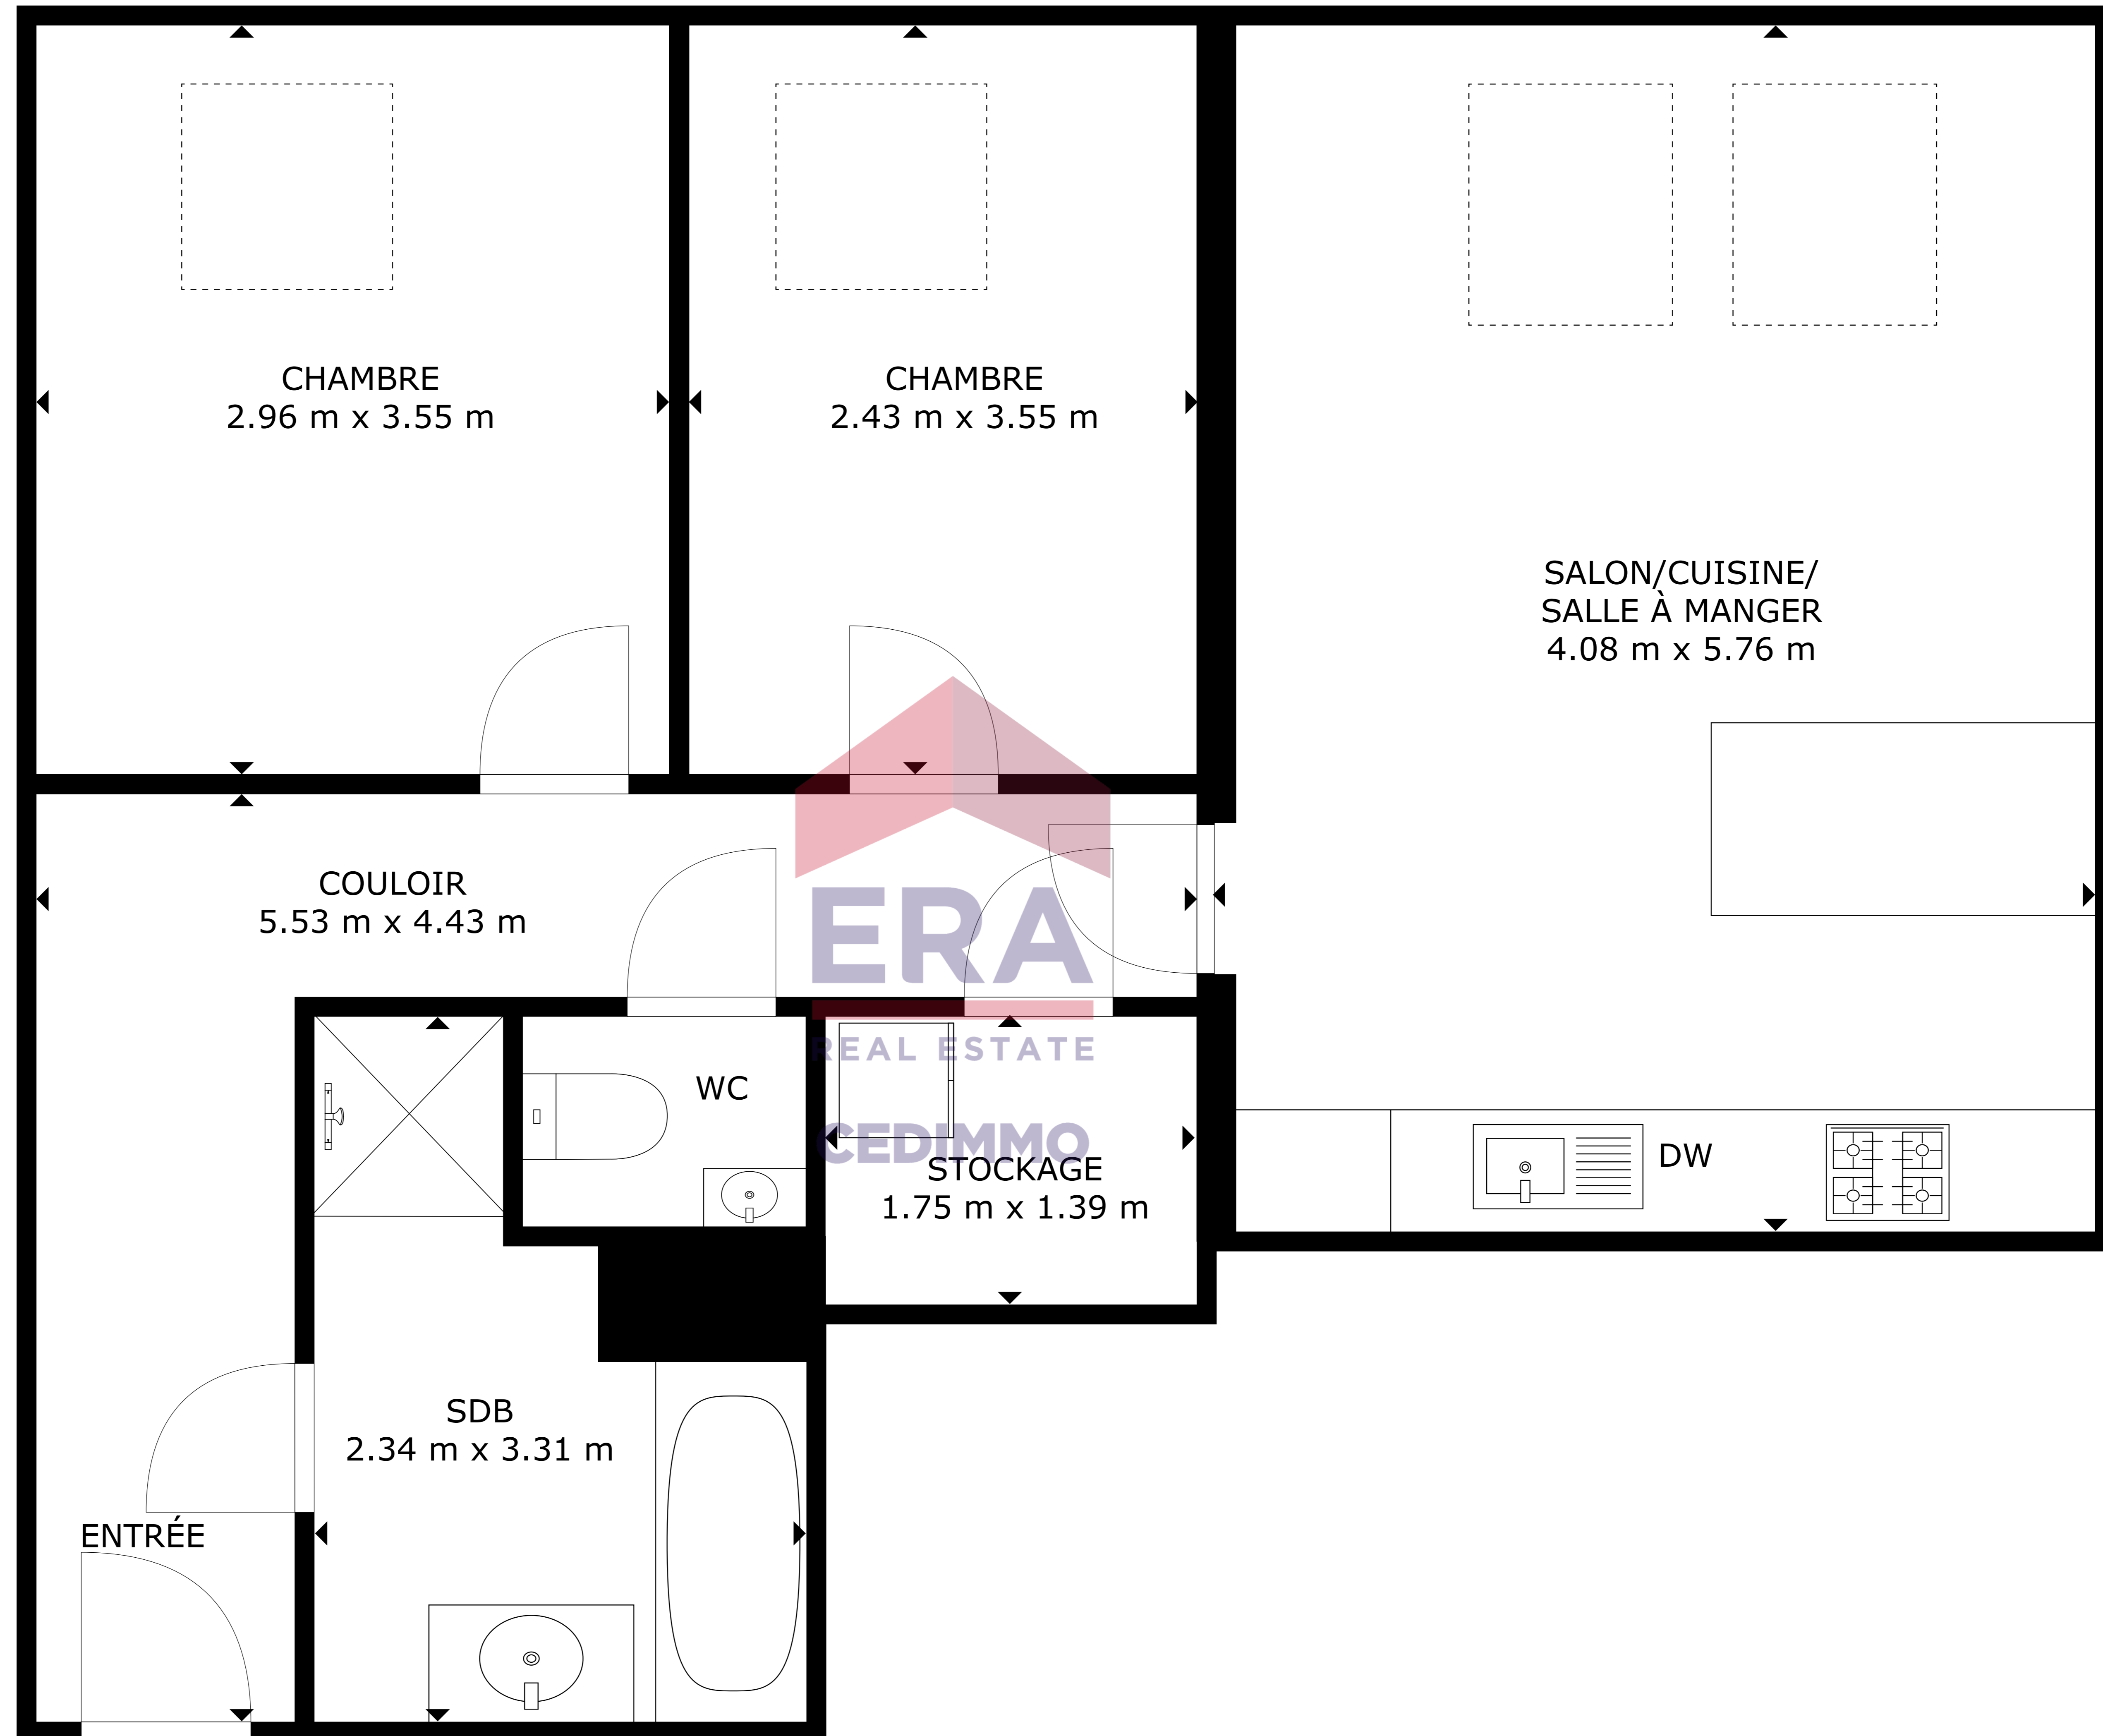 CHAMBRE
2.96 m x 3.55 m
CHAMBRE
2.43 m x 3.55 m
SALON/CUISINE/
SALLE À MANGER
4.08 m x 5.76 m
COULOIR
5.53 m x 4.43 m
ERA
REAL ESTATE
CEDIMMO
WC
STOCKAGE
1.75 m x 1.39 m
DW
SDB
2.34 m x 3.31 m
ENTRÉE